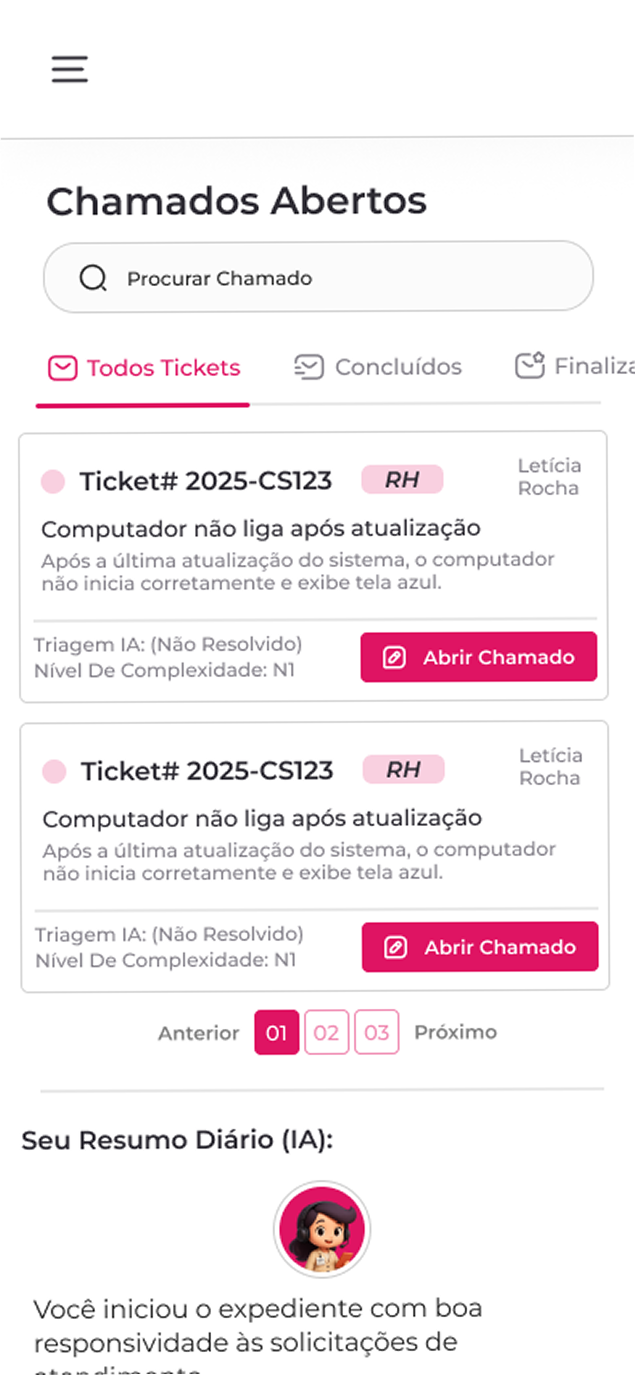 Chamados Abertos
Procurar Chamado
Todos Tickets
Concluídos
Finaliza
Ticket# 2025-CS123
RH
Letícia
Rocha
Computador não liga após atualização
Após a última atualização do sistema, o computador
não inicia corretamente e exibe tela azul.
Triagem IA: (Não Resolvido)
Nível De Complexidade: N1
Abrir Chamado
Ticket# 2025-CS123
RH
Letícia
Rocha
Computador não liga após atualização
Após a última atualização do sistema, o computador
não inicia corretamente e exibe tela azul.
Triagem IA: (Não Resolvido)
Nível De Complexidade: N1
Abrir Chamado
Anterior 01 02 03 Próximo
Seu Resumo Diário (IA):
Você iniciou o expediente com boa
responsividade às solicitações de